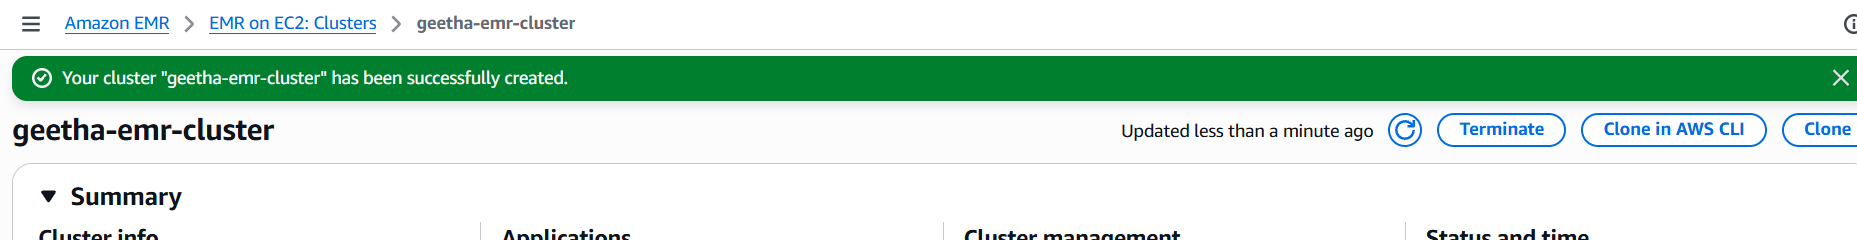 Amazon EMR > EMR on EC2: Clusters > geetha-emr-cluster
Your cluster "geetha-emr-cluster" has been successfully created.
geetha-emr-cluster
Updated less than a minute ago
Terminate
Clone in AWS CLI
Clone
Summary
Cluster info
Applications
Cluster management
Status and time